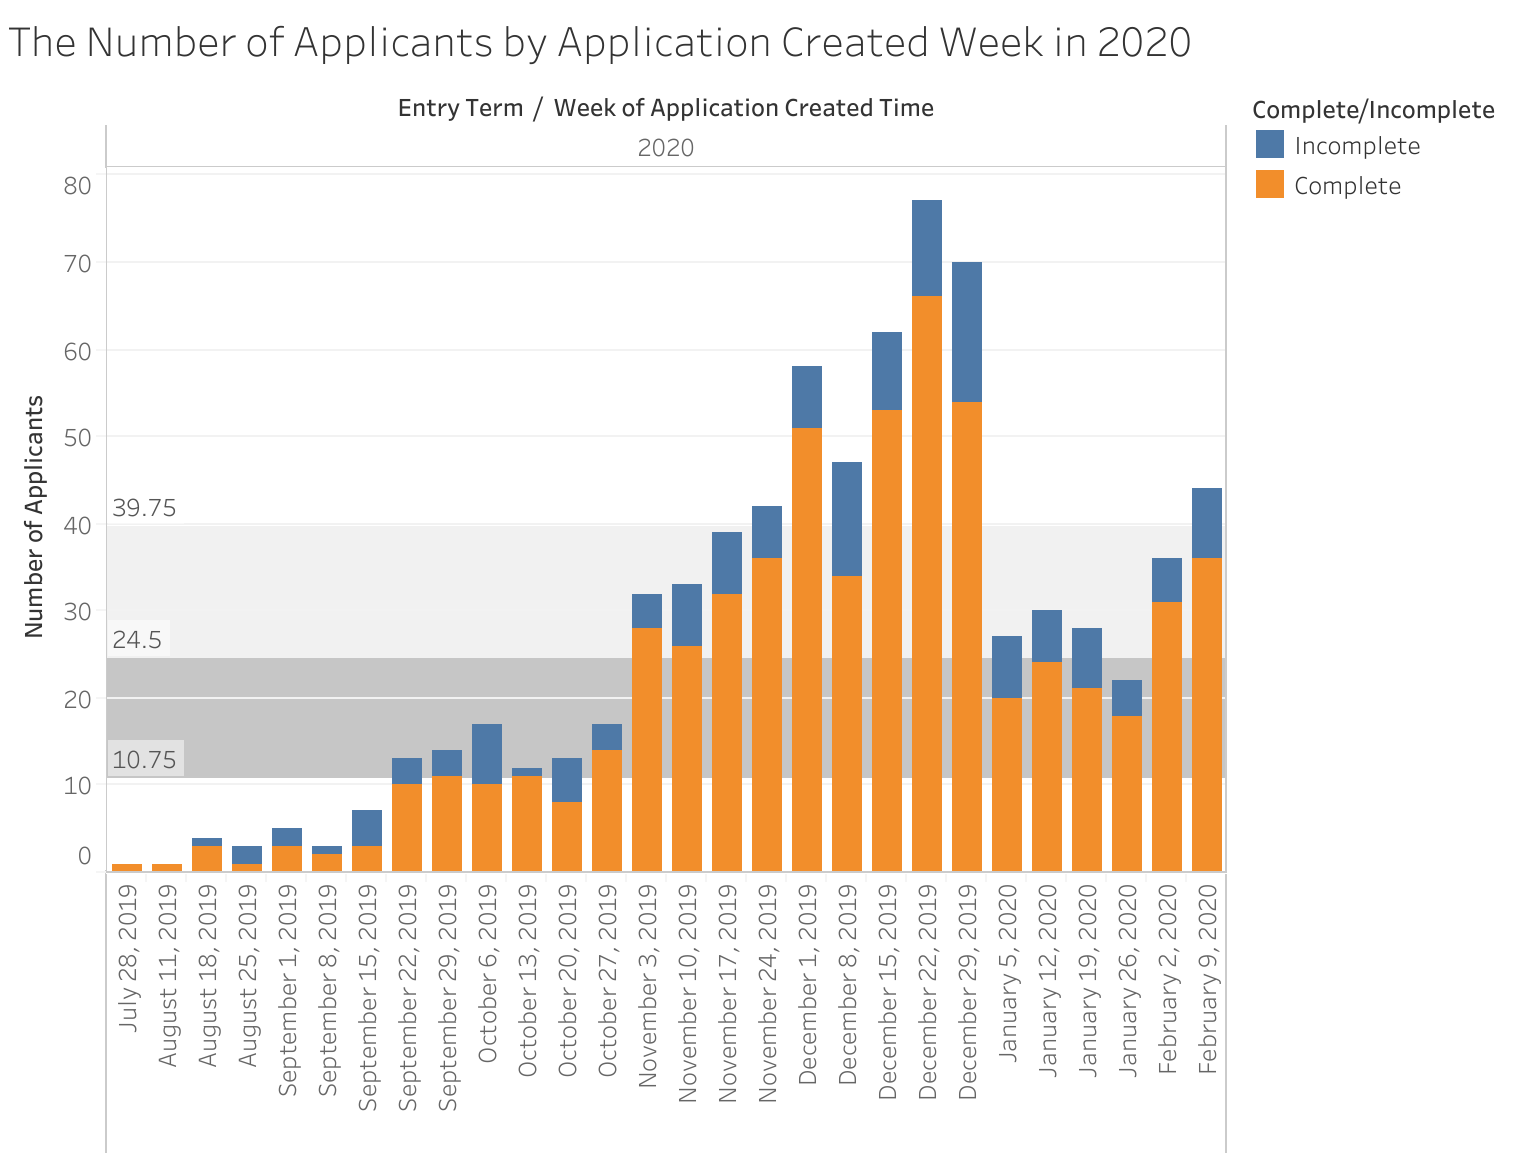 The Number of Applicants by Application Created Week in 2020
Entry Term / Week of Application Created Time
2020
Complete/Incomplete
Incomplete
Complete
Number of Applicants
80
70
60
50
40
30
20
10
0
39.75
24.5
10.75
July 28, 2019
August 11, 2019
August 18, 2019
August 25, 2019
September 1, 2019
September 8, 2019
September 15, 2019
September 22, 2019
September 29, 2019
October 6, 2019
October 13, 2019
October 20, 2019
October 27, 2019
November 3, 2019
November 10, 2019
November 17, 2019
November 24, 2019
December 1, 2019
December 8, 2019
December 15, 2019
December 22, 2019
December 29, 2019
January 5, 2020
January 12, 2020
January 19, 2020
January 26, 2020
February 2, 2020
February 9, 2020